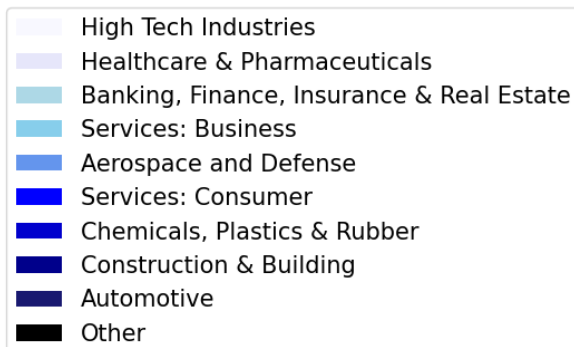 High Tech Industries
Healthcare & Pharmaceuticals
Banking, Finance, Insurance & Real Estate
Services: Business
Aerospace and Defense
Services: Consumer
Chemicals, Plastics & Rubber
Construction & Building
Automotive
Other